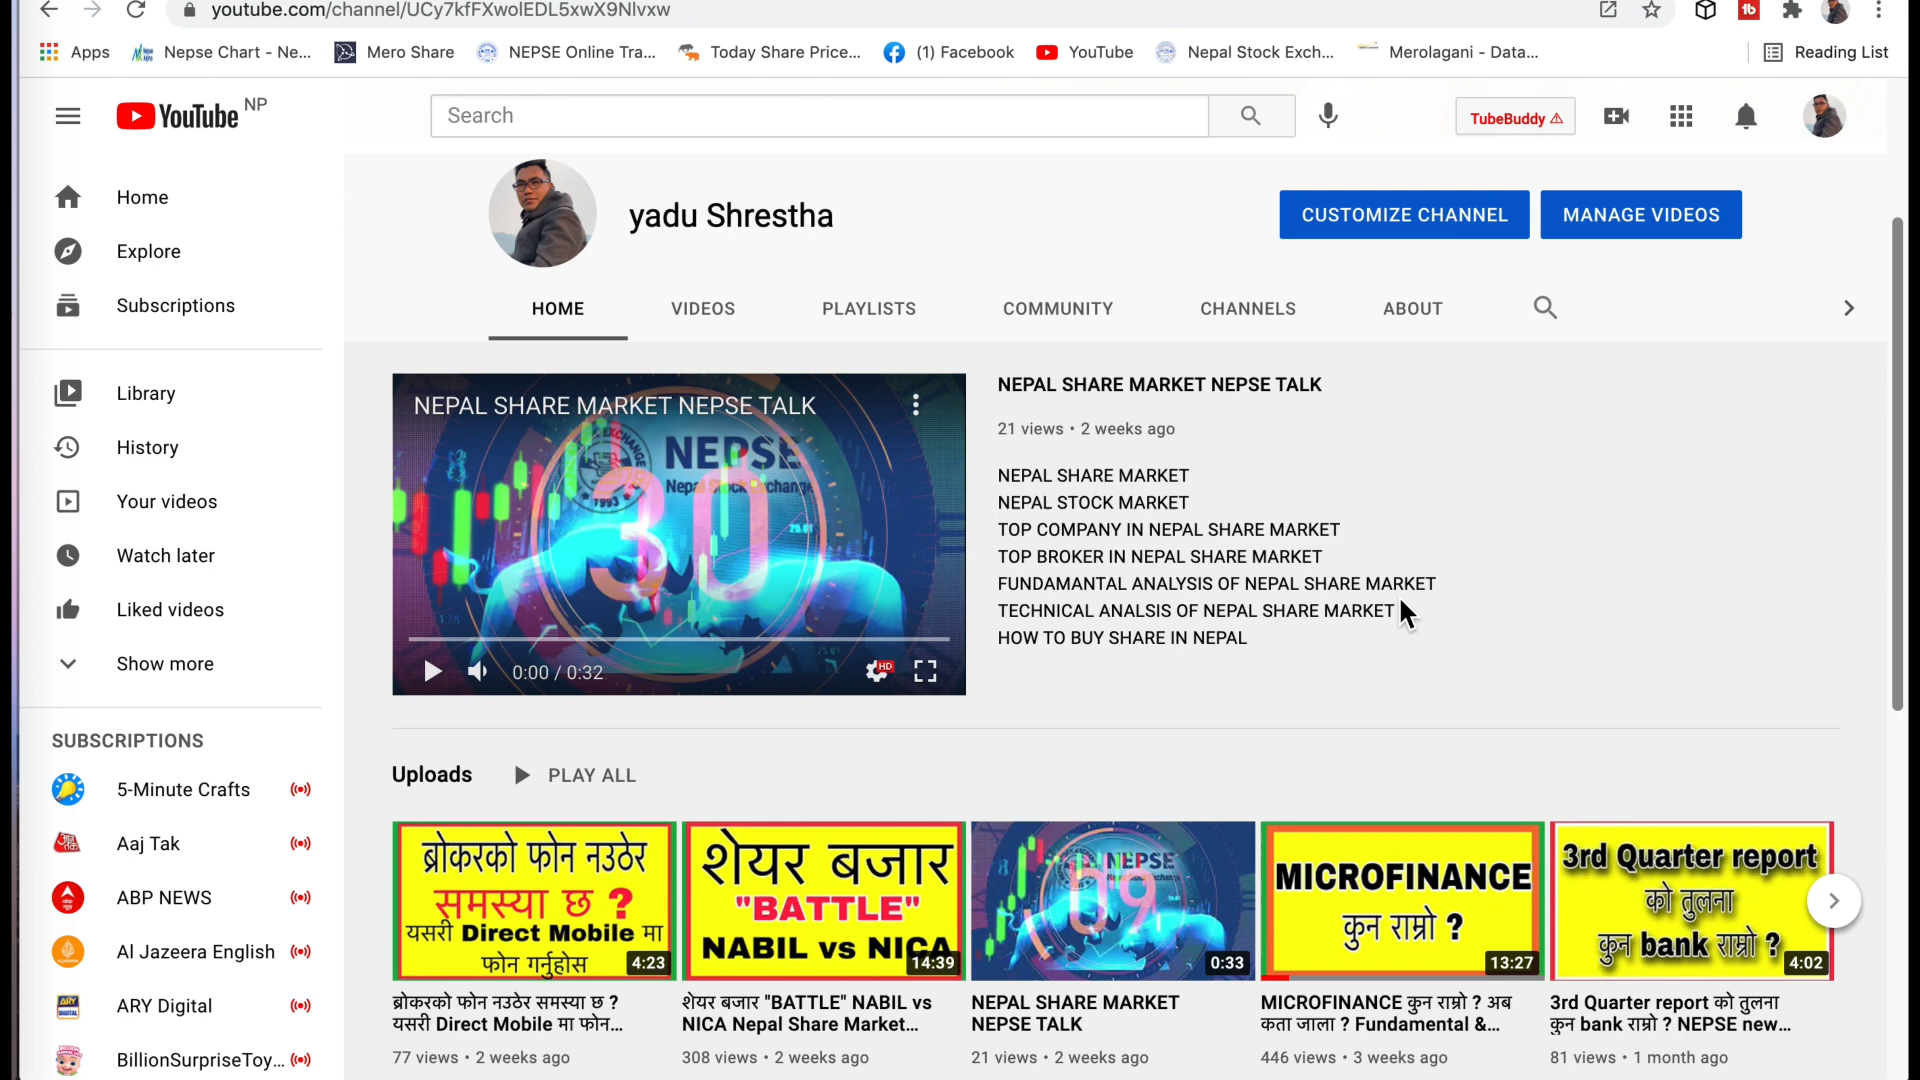 youtube.com/channel/UCy7kfFXwolEDL5xwX9Nlvxw
Apps
Nepse Chart - Ne...
Mero Share
NEPSE Online Tra...
Today Share Price...
(1) Facebook
YouTube
Nepal Stock Exch...
Merolagani - Data...
Reading List
YouTube NP
Search
TubeBuddy
Home
Explore
Subscriptions
Library
History
Your videos
Watch later
Liked videos
Show more
SUBSCRIPTIONS
5-Minute Crafts
Aaj Tak
ABP NEWS
Al Jazeera English
ARY Digital
BillionSurpriseToy...
yadu Shrestha
CUSTOMIZE CHANNEL
MANAGE VIDEOS
HOME
VIDEOS
PLAYLISTS
COMMUNITY
CHANNELS
ABOUT
NEPAL SHARE MARKET NEPSE TALK
NEPSE
Nepal Stock Exchange
1993
30
0:00 / 0:32
HD
NEPAL SHARE MARKET NEPSE TALK
21 views • 2 weeks ago
NEPAL SHARE MARKET
NEPAL STOCK MARKET
TOP COMPANY IN NEPAL SHARE MARKET
TOP BROKER IN NEPAL SHARE MARKET
FUNDAMANTAL ANALYSIS OF NEPAL SHARE MARKET
TECHNICAL ANALSIS OF NEPAL SHARE MARKET
HOW TO BUY SHARE IN NEPAL
Uploads
PLAY ALL
ब्रोकरको फोन नउठेर
समस्या छ ?
यसरी Direct Mobile मा
फोन गर्नुहोस
4:23
ब्रोकरको फोन नउठेर समस्या छ ?
यसरी Direct Mobile मा फोन...
77 views • 2 weeks ago
शेयर बजार
"BATTLE"
NABIL vs NICA
14:39
शेयर बजार "BATTLE" NABIL vs
NICA Nepal Share Market...
308 views • 2 weeks ago
NEPSE
09
0:33
NEPAL SHARE MARKET
NEPSE TALK
21 views • 2 weeks ago
MICROFINANCE
कुन राम्रो ?
13:27
MICROFINANCE कुन राम्रो ? अब
कता जाला ? Fundamental &...
446 views • 3 weeks ago
3rd Quarter report
को तुलना
कुन bank राम्रो ?
4:02
3rd Quarter report को तुलना
कुन bank राम्रो ? NEPSE new...
81 views • 1 month ago